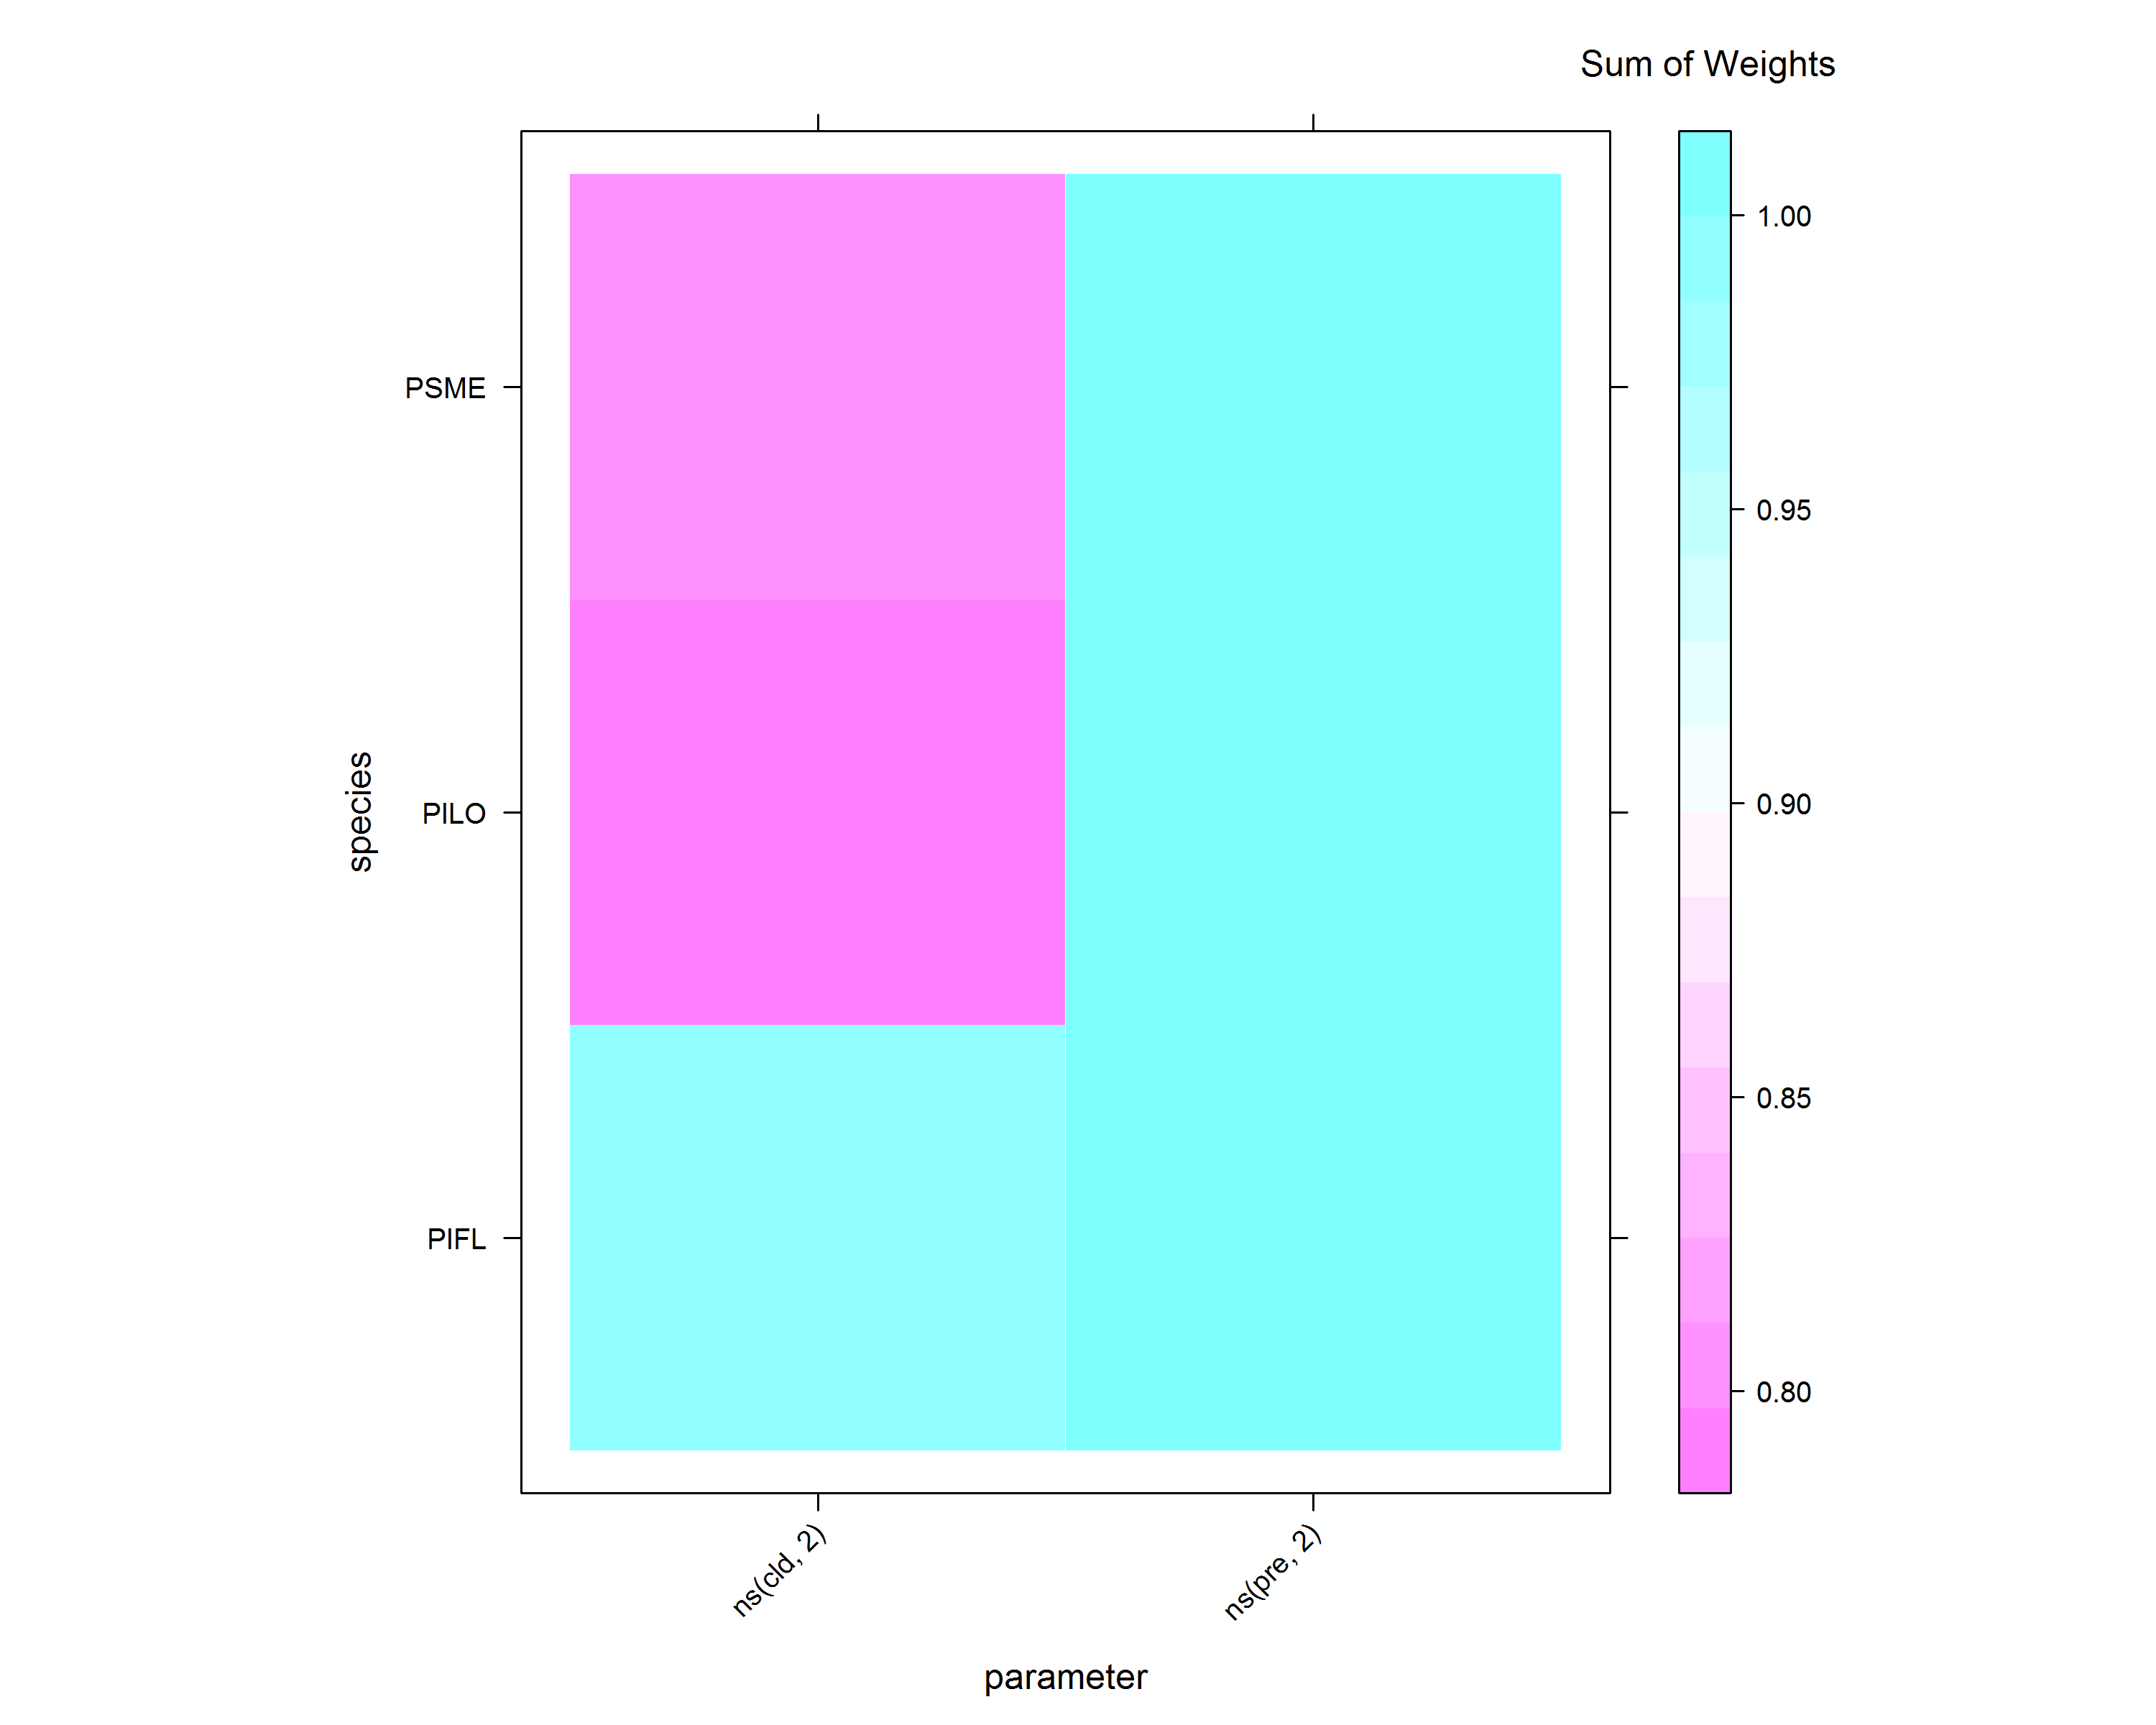 Sum of Weights
1.00
0.95
0.90
0.85
0.80
PSME
PILO
PIFL
species
ns(cld, 2)
ns(pre, 2)
parameter